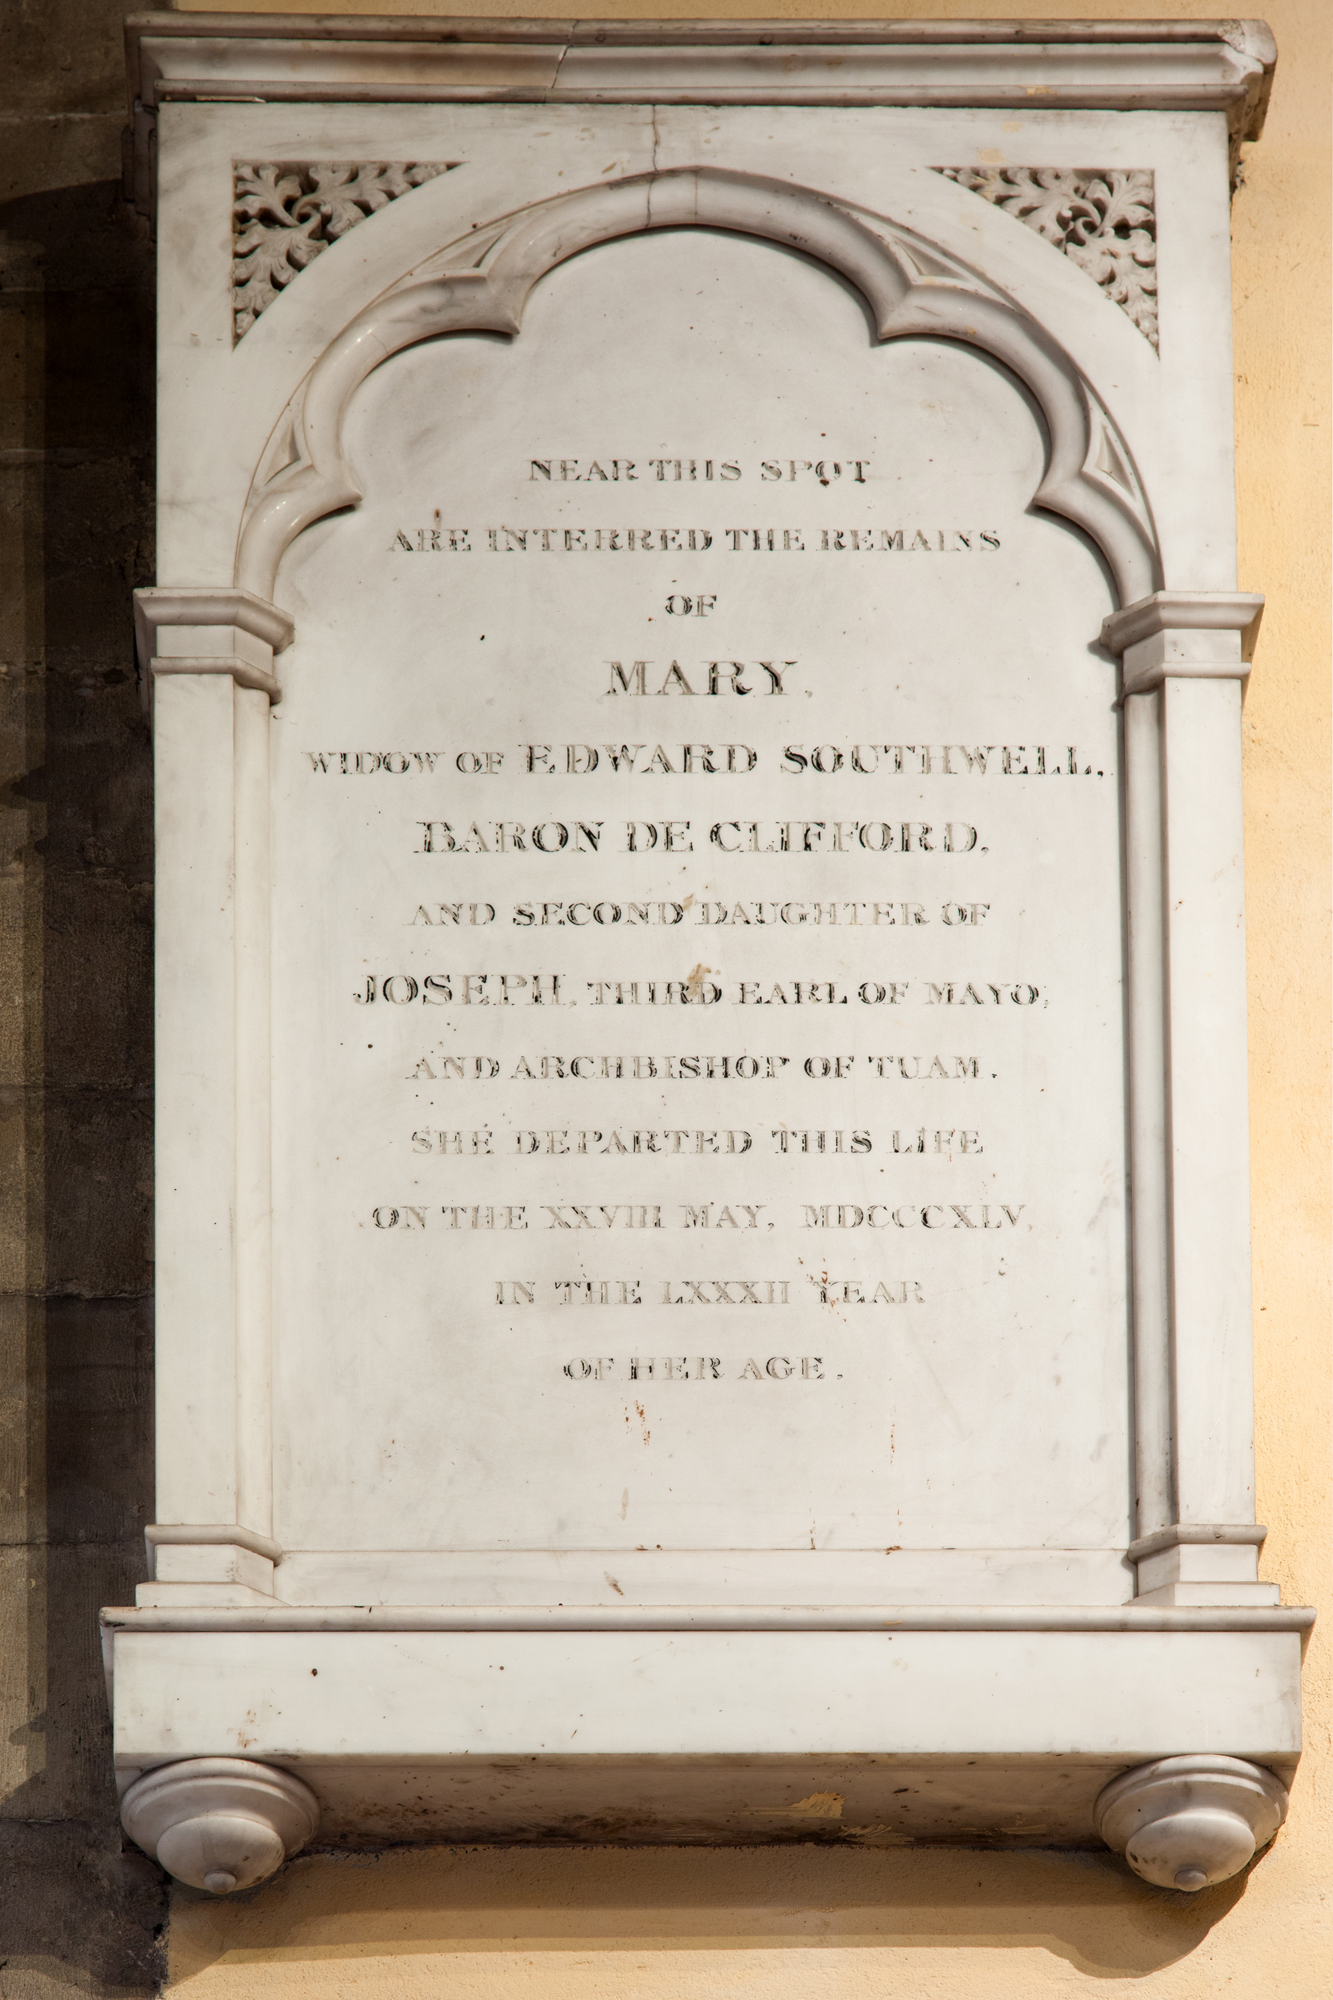 NEAR THIS SPOT
ARE INTERRED THE REMAINS
OF
MARY,
WIDOW OF EDWARD SOUTHWELL,
BARON DE CLIFFORD,
AND SECOND DAUGHTER OF
JOSEPH, THIRD EARL OF MAYO,
AND ARCHBISHOP OF TUAM.
SHE DEPARTED THIS LIFE
ON THE XXVIII MAY, MDCCCXLV,
IN THE LXXXII YEAR
OF HER AGE.